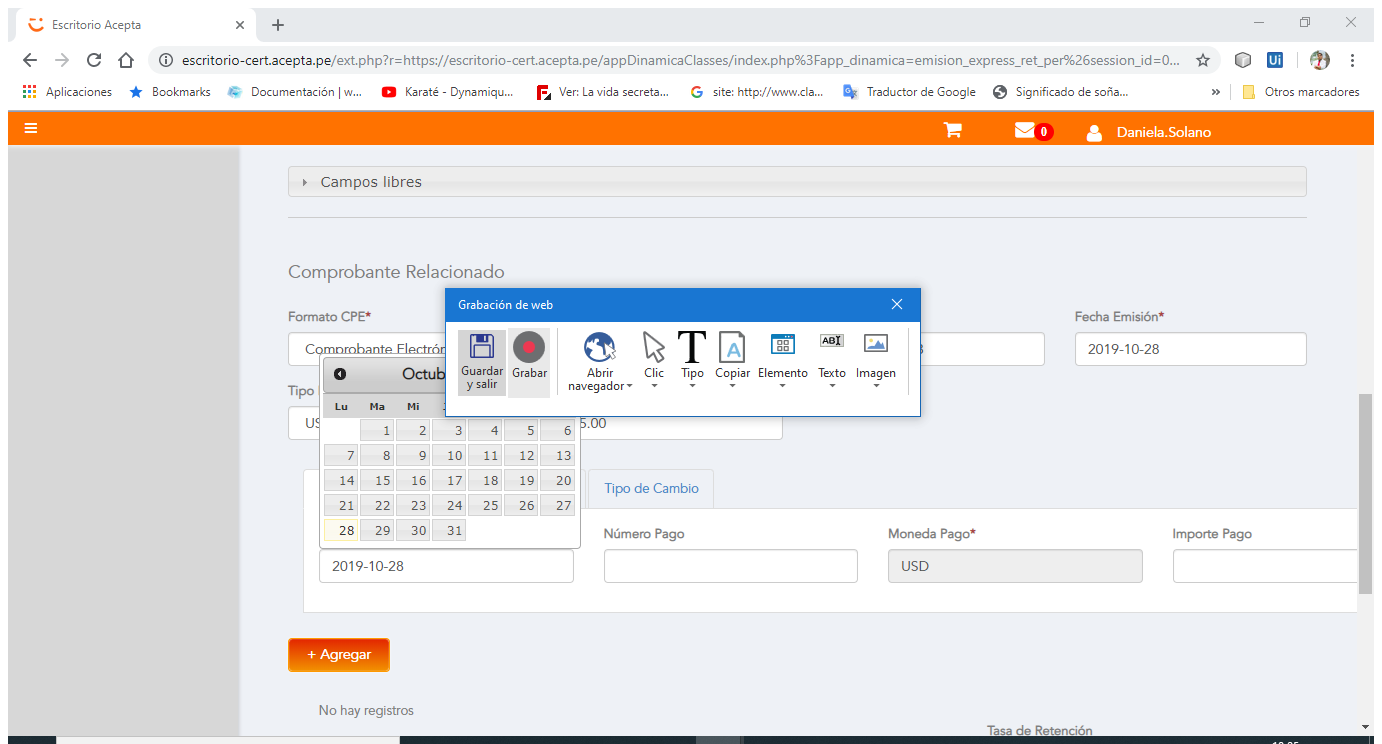 Escritorio Acepta
escritorio-cert.acepta.pe/ext.php?r=https://escritorio-cert.acepta.pe/appDinamicaClasses/index.php%3Fapp_dinamica=emision_express_ret_per%26session_id=0...
Aplicaciones Bookmarks Documentación | w... Karaté - Dynamiqu... Ver: La vida secreta... site: http://www.cla... Traductor de Google Significado de soña... » Otros marcadores
0 Daniela.Solano
Campos libres
Comprobante Relacionado
Grabación de web
Formato CPE* Fecha Emisión*
Comprobante Electrón 2019-10-28
Guardar y salir
Grabar
Abrir navegador
Clic
Tipo
Copiar
Elemento
Texto
Imagen
Octub
Tipo
US 5.00
Lu Ma Mi
1 2 3 4 5 6
7 8 9 10 11 12 13
14 15 16 17 18 19 20
21 22 23 24 25 26 27
28 29 30 31
Tipo de Cambio
Número Pago Moneda Pago* Importe Pago
2019-10-28 USD
+ Agregar
No hay registros
Tasa de Retención